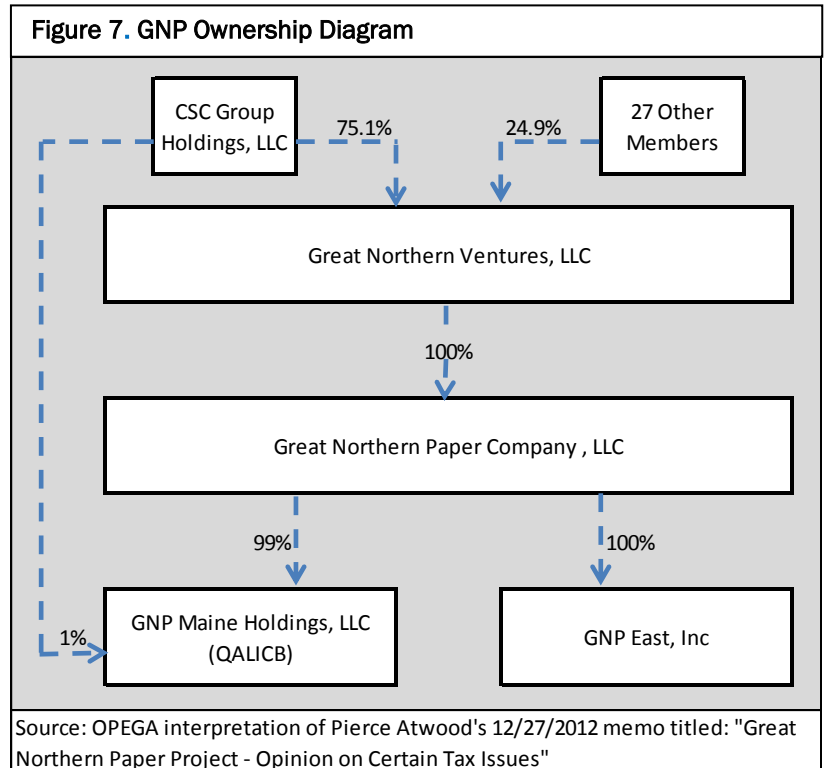 Figure 7. GNP Ownership Diagram
CSC Group
Holdings, LLC
75.1%
24.9%
27 Other
Members
Great Northern Ventures, LLC
100%
Great Northern Paper Company , LLC
99%
100%
1%
GNP Maine Holdings, LLC
(QALICB)
GNP East, Inc
Source: OPEGA interpretation of Pierce Atwood's 12/27/2012 memo titled: "Great
Northern Paper Project - Opinion on Certain Tax Issues"